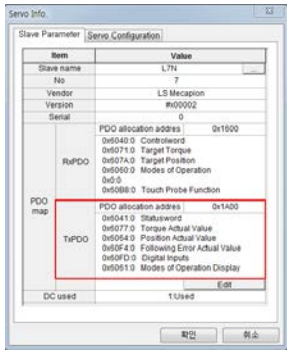 Servo Info.
Slave Parameter Servo Configuration
Item Value
Slave name L7N ...
No 7
Vendor LS Mecapion
Version #x00002
Serial 0
PDO map
RxPDO
PDO allocation addres 0x1600
0x6040:0 Controlword
0x6071:0 Target Torque
0x607A:0 Target Position
0x6060:0 Modes of Operation
0x0:0
0x60B8:0 Touch Probe Function
TxPDO
PDO allocation addres 0x1A00
0x6041:0 Statusword
0x6077:0 Torque Actual Value
0x6064:0 Position Actual Value
0x60F4:0 Following Error Actual Value
0x60FD:0 Digital Inputs
0x6061:0 Modes of Operation Display
Edit
DC used 1:Used
확인 취소